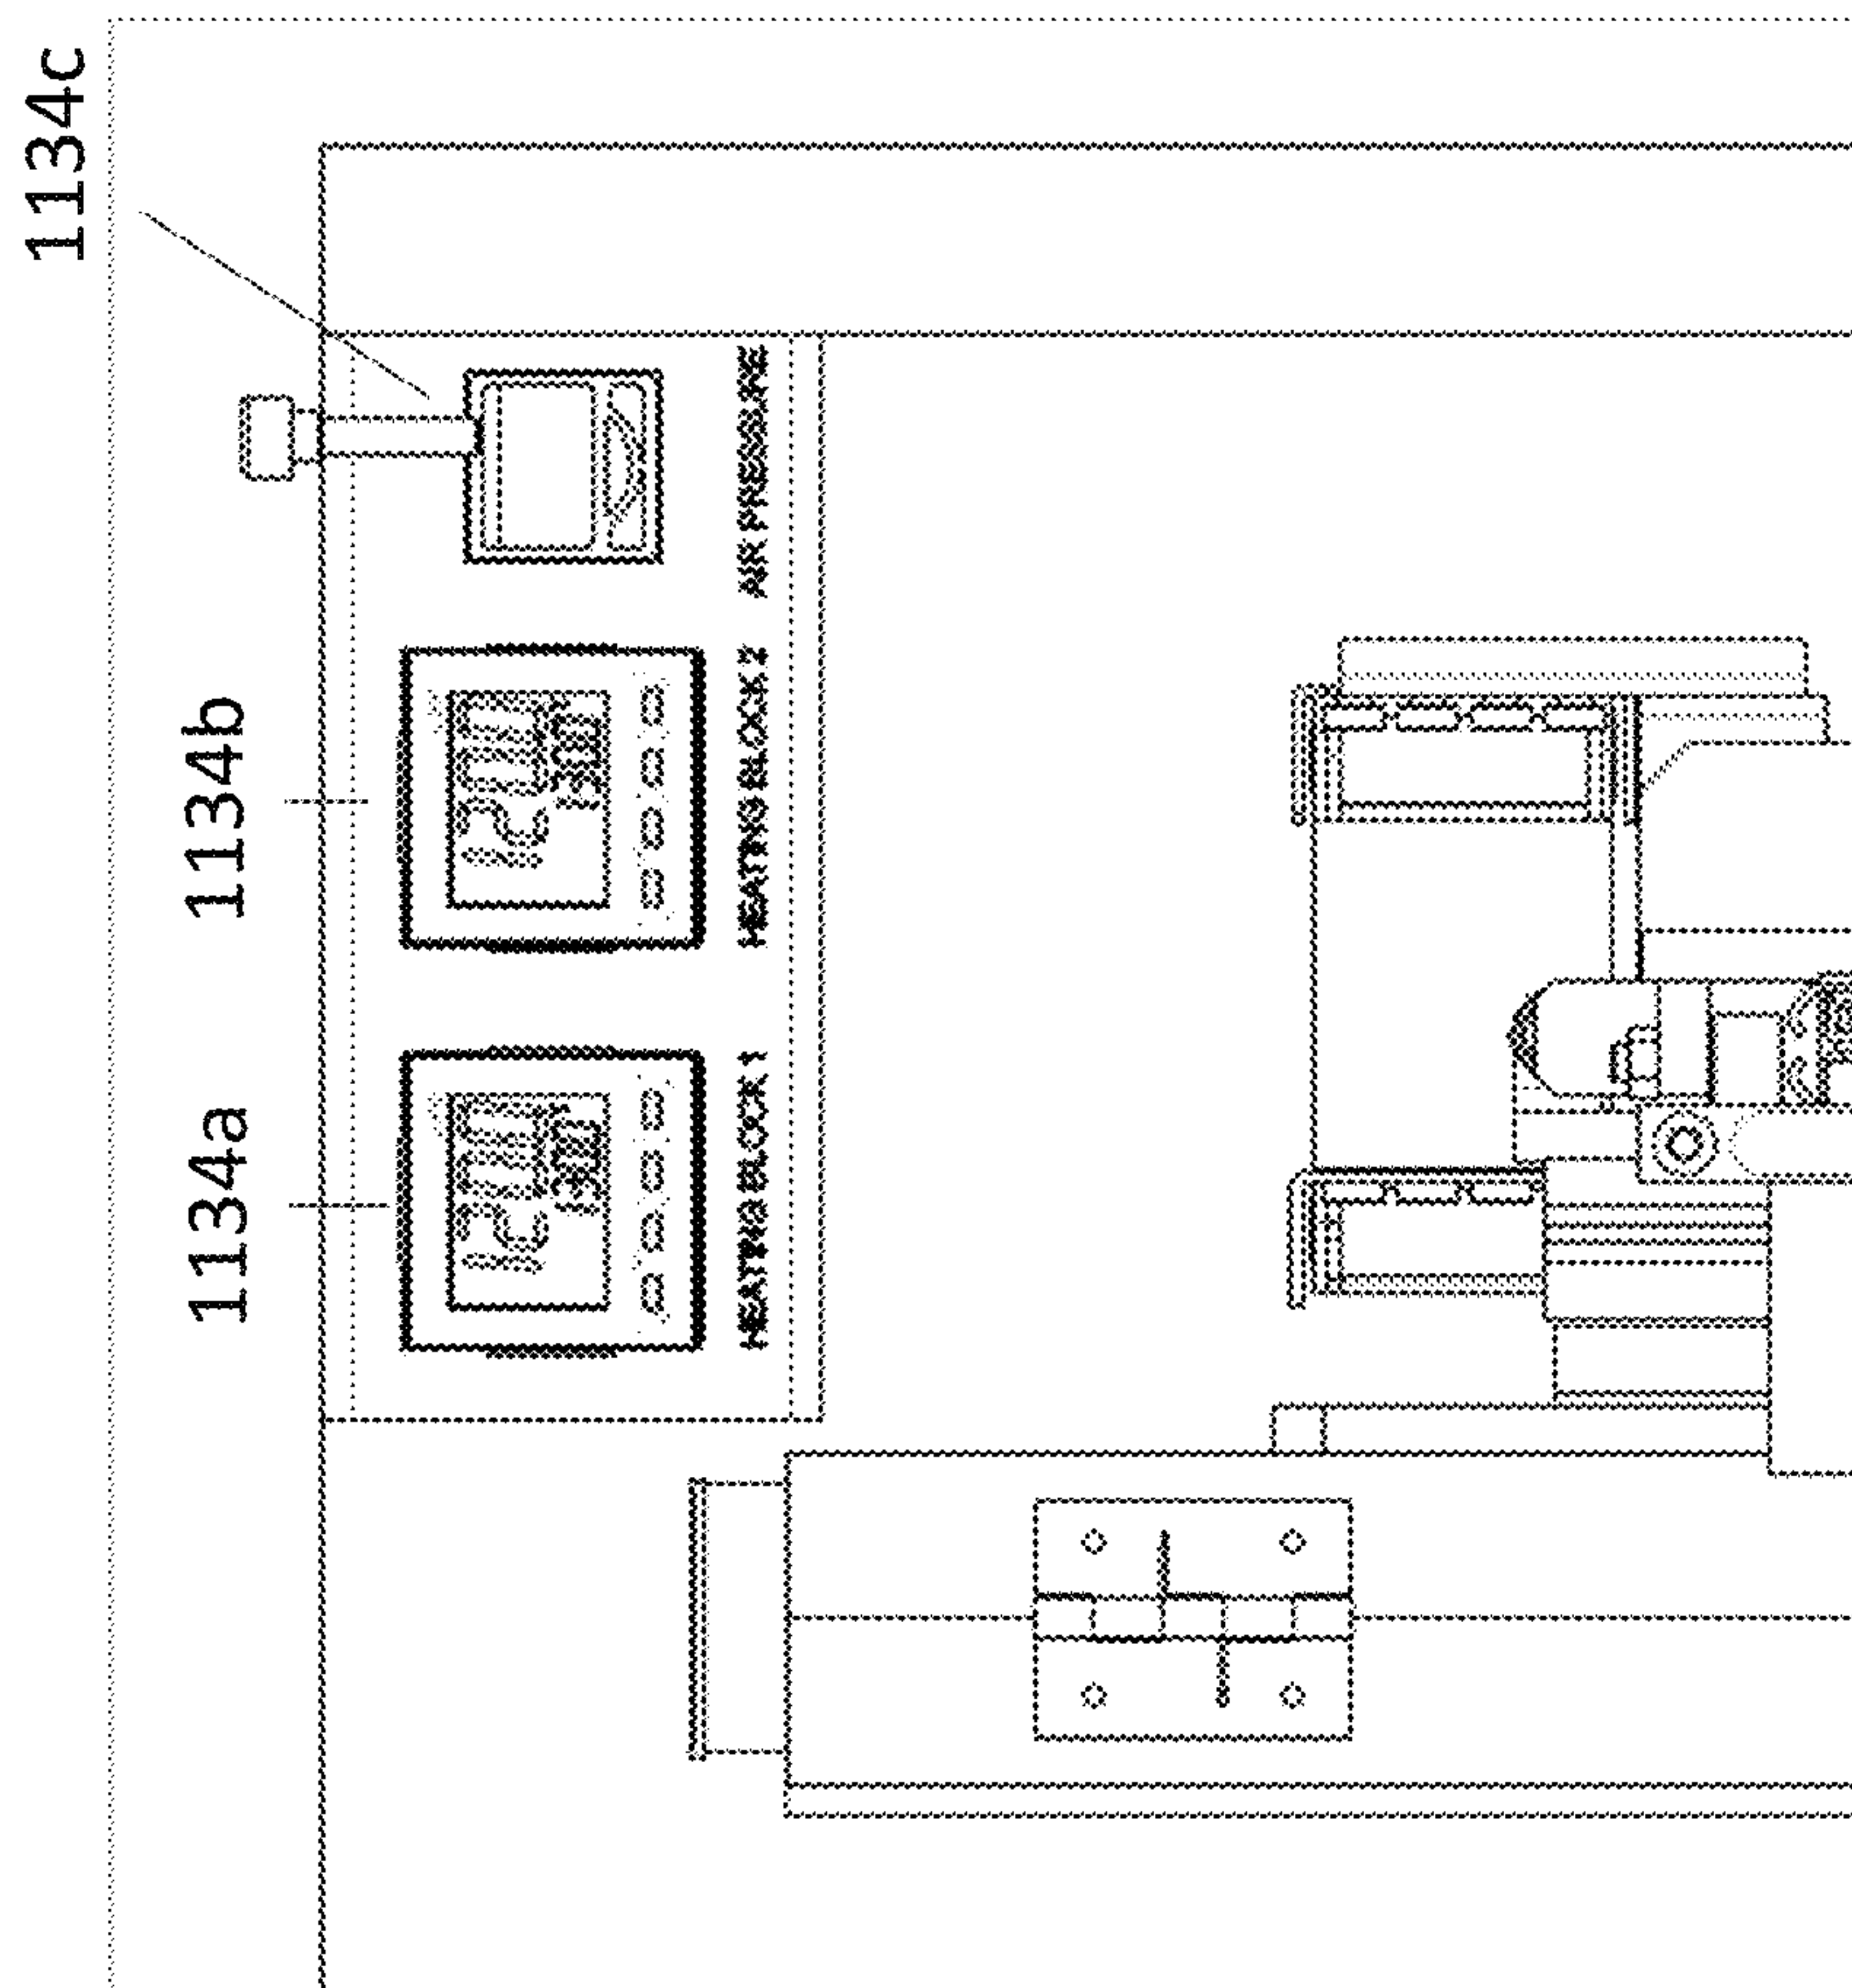 1134a
1134b
1134c
HEATING BLOCK 1
HEATING BLOCK 2
AIR PRESSURE